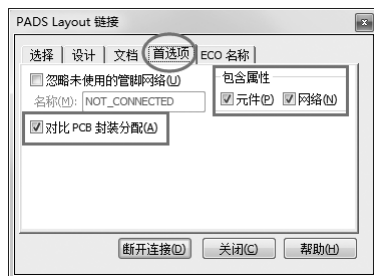 PADS Layout 链接
选择 设计 文档 首选项 ECO 名称
忽略未使用的管脚网络(U)
名称(M): NOT_CONNECTED
对比 PCB 封装分配(A)
包含属性
元件(P) 网络(N)
断开连接(D) 关闭(C) 帮助(H)